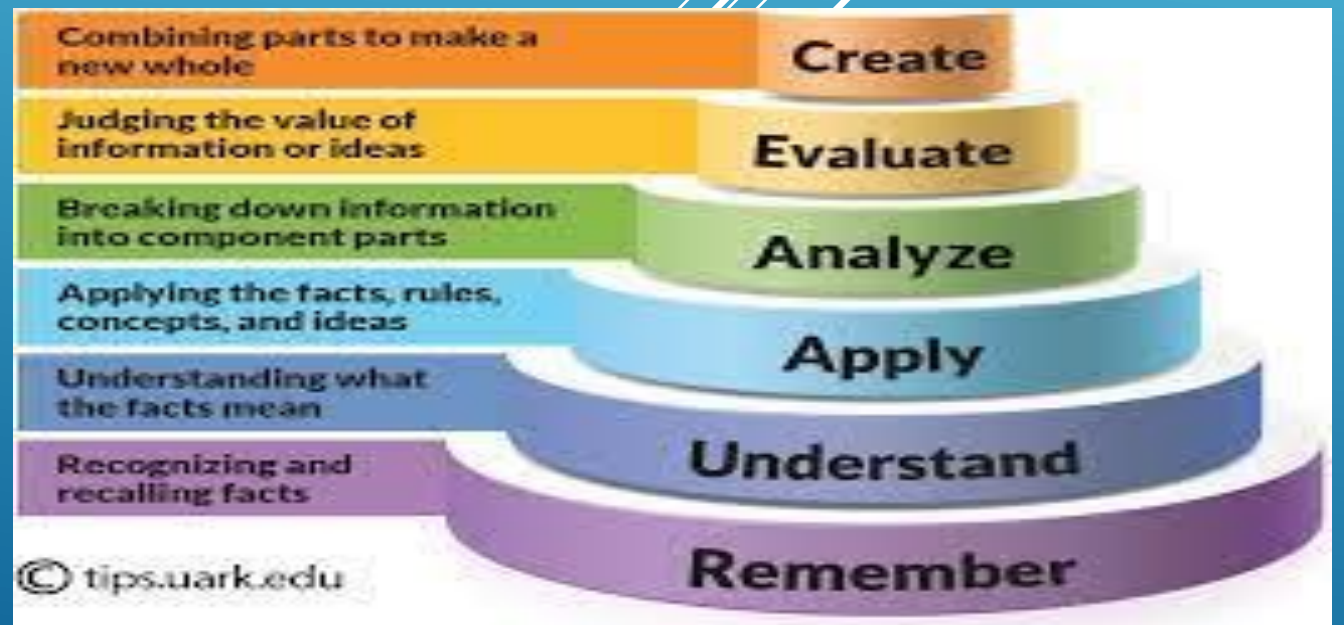 Combining parts to make a
new whole
Create
Judging the value of
information or ideas
Evaluate
Breaking down information
into component parts
Analyze
Applying the facts, rules,
concepts, and ideas
Apply
Understanding what
the facts mean
Understand
Recognizing and
recalling facts
Remember
© tips.uark.edu